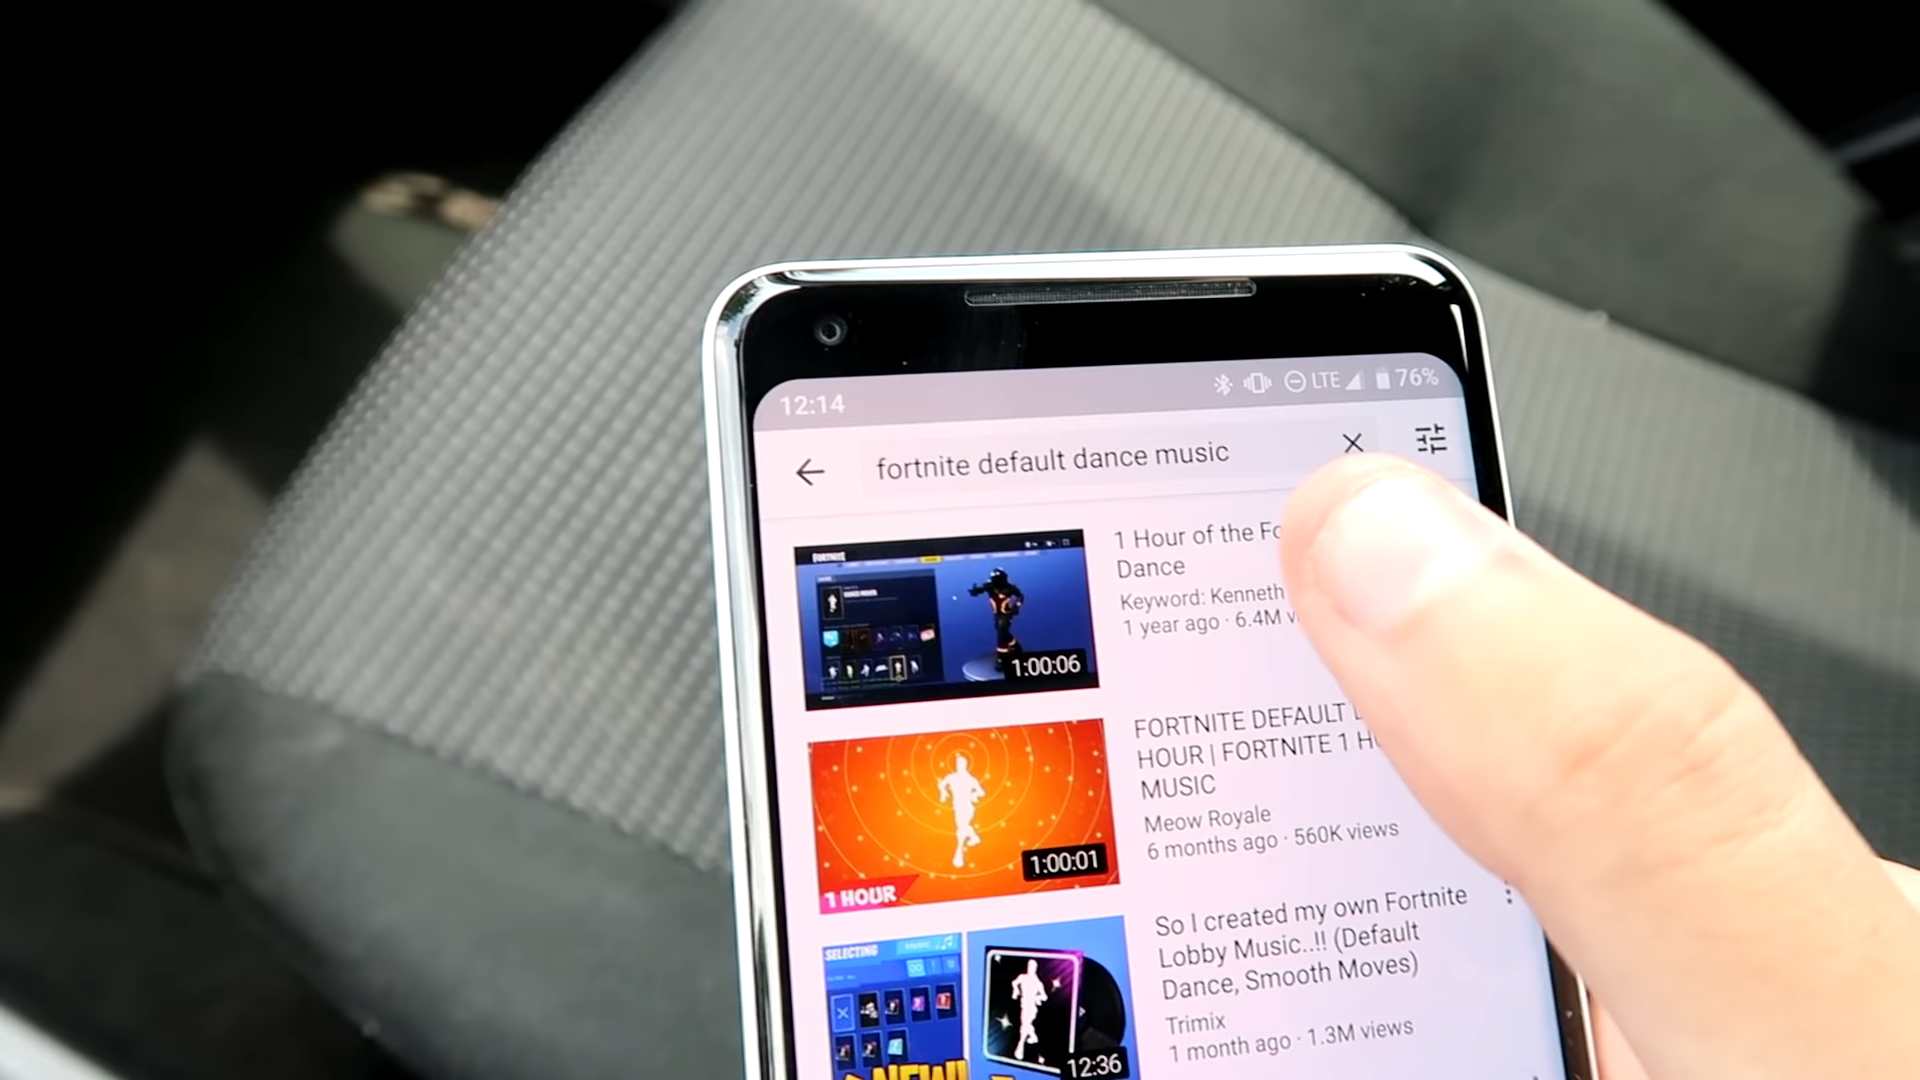 12:14
LTE 76%
fortnite default dance music
FORTNITE
1:00:06
1 Hour of the
Dance
Keyword: Kenneth
1 year ago · 6.4M
1 HOUR
1:00:01
FORTNITE DEFAULT
HOUR | FORTNITE 1
MUSIC
Meow Royale
6 months ago · 560K views
SELECTING
MUSIC
12:36
So I created my own Fortnite
Lobby Music..!! (Default
Dance, Smooth Moves)
Trimix
1 month ago · 1.3M views